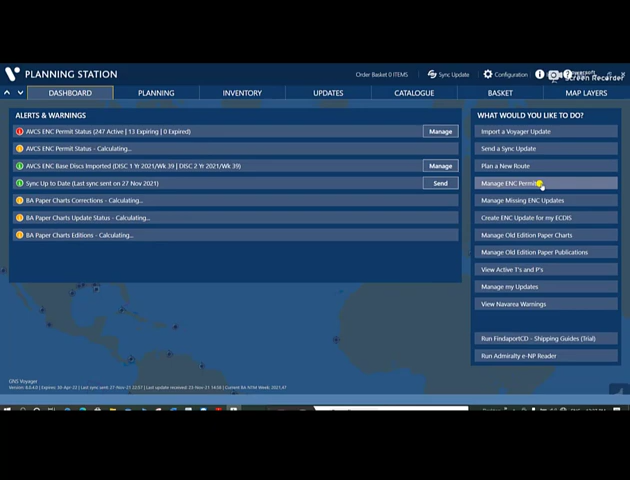 PLANNING STATION
Order Basket 0 ITEMS
Sync Update
Configuration
Screen Recorder
DASHBOARD
PLANNING
INVENTORY
UPDATES
CATALOGUE
BASKET
MAP LAYERS
ALERTS & WARNINGS
AVCS ENC Permit Status (247 Active | 13 Expiring | 0 Expired)
Manage
AVCS ENC Permit Status - Calculating...
AVCS ENC Base Discs Imported (DISC 1 Yr 2021/Wk 39 | DISC 2 Yr 2021/Wk 39)
Manage
Sync Up to Date (Last sync sent on 27 Nov 2021)
Send
BA Paper Charts Corrections - Calculating...
BA Paper Charts Update Status - Calculating...
BA Paper Charts Editions - Calculating...
WHAT WOULD YOU LIKE TO DO?
Import a Voyager Update
Send a Sync Update
Plan a New Route
Manage ENC Permits
Manage Missing ENC Updates
Create ENC Update for my ECDIS
Manage Old Edition Paper Charts
Manage Old Edition Paper Publications
View Active T's and P's
Manage my Updates
View Navarea Warnings
Run FindaportCD - Shipping Guides (Trial)
Run Admiralty e-NP Reader
GNS Voyager